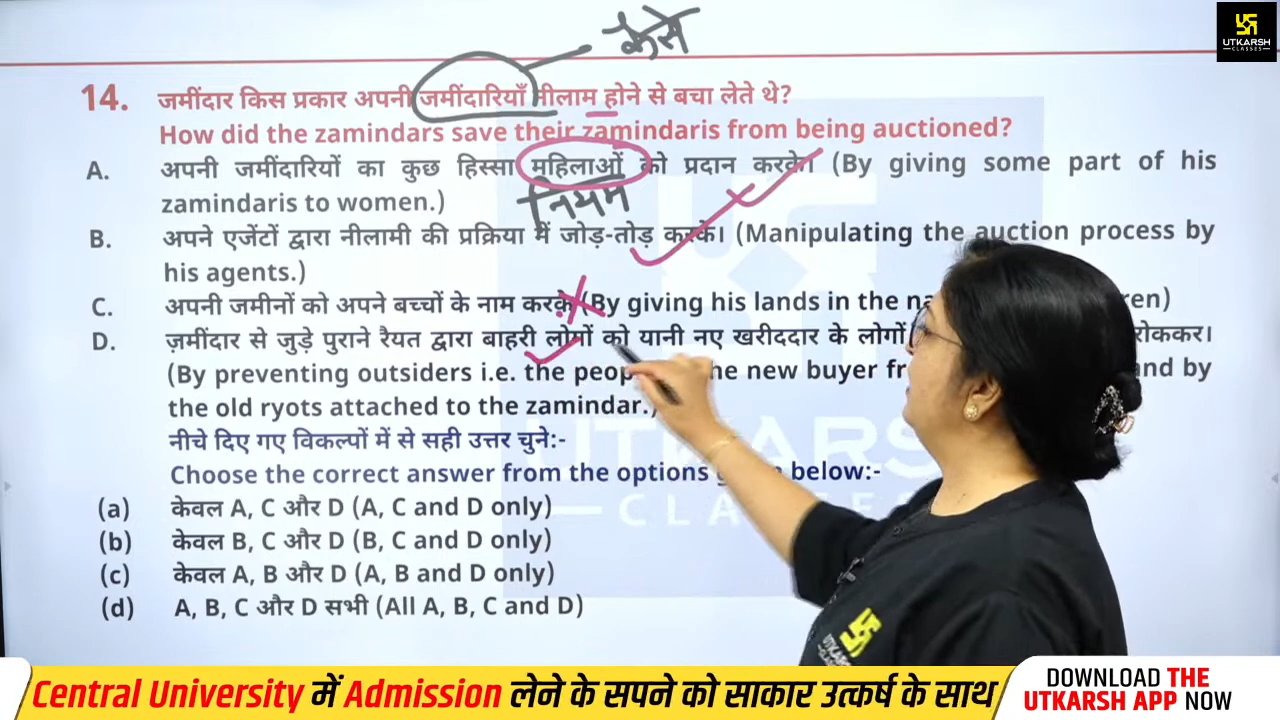 कैसे
UTKARSH
CLASSES
14. जमींदार किस प्रकार अपनी जमींदारियाँ नीलाम होने से बचा लेते थे?
How did the zamindars save their zamindaris from being auctioned?
A. अपनी जमींदारियों का कुछ हिस्सा महिलाओं को प्रदान करके। (By giving some part of his
zamindaris to women.)
नियम
B. अपने एजेंटों द्वारा नीलामी की प्रक्रिया में जोड़-तोड़ करके। (Manipulating the auction process by
his agents.)
C. अपनी जमीनों को अपने बच्चों के नाम करके (By giving his lands in the
D. ज़मींदार से जुड़े पुराने रैयत द्वारा बाहरी लोगों को यानी नए खरीददार के लोगों रोककर।
(By preventing outsiders i.e. the new buyer and by
the old ryots attached to the zamindar.)
नीचे दिए गए विकल्पों में से सही उत्तर चुने:-
Choose the correct answer from the options below:-
(a) केवल A, C और D (A, C and D only)
(b) केवल B, C और D (B, C and D only)
(c) केवल A, B और D (A, B and D only)
(d) A, B, C और D सभी (All A, B, C and D)
Central University में Admission लेने के सपने को साकार उत्कर्ष के साथ
DOWNLOAD THE
UTKARSH APP NOW